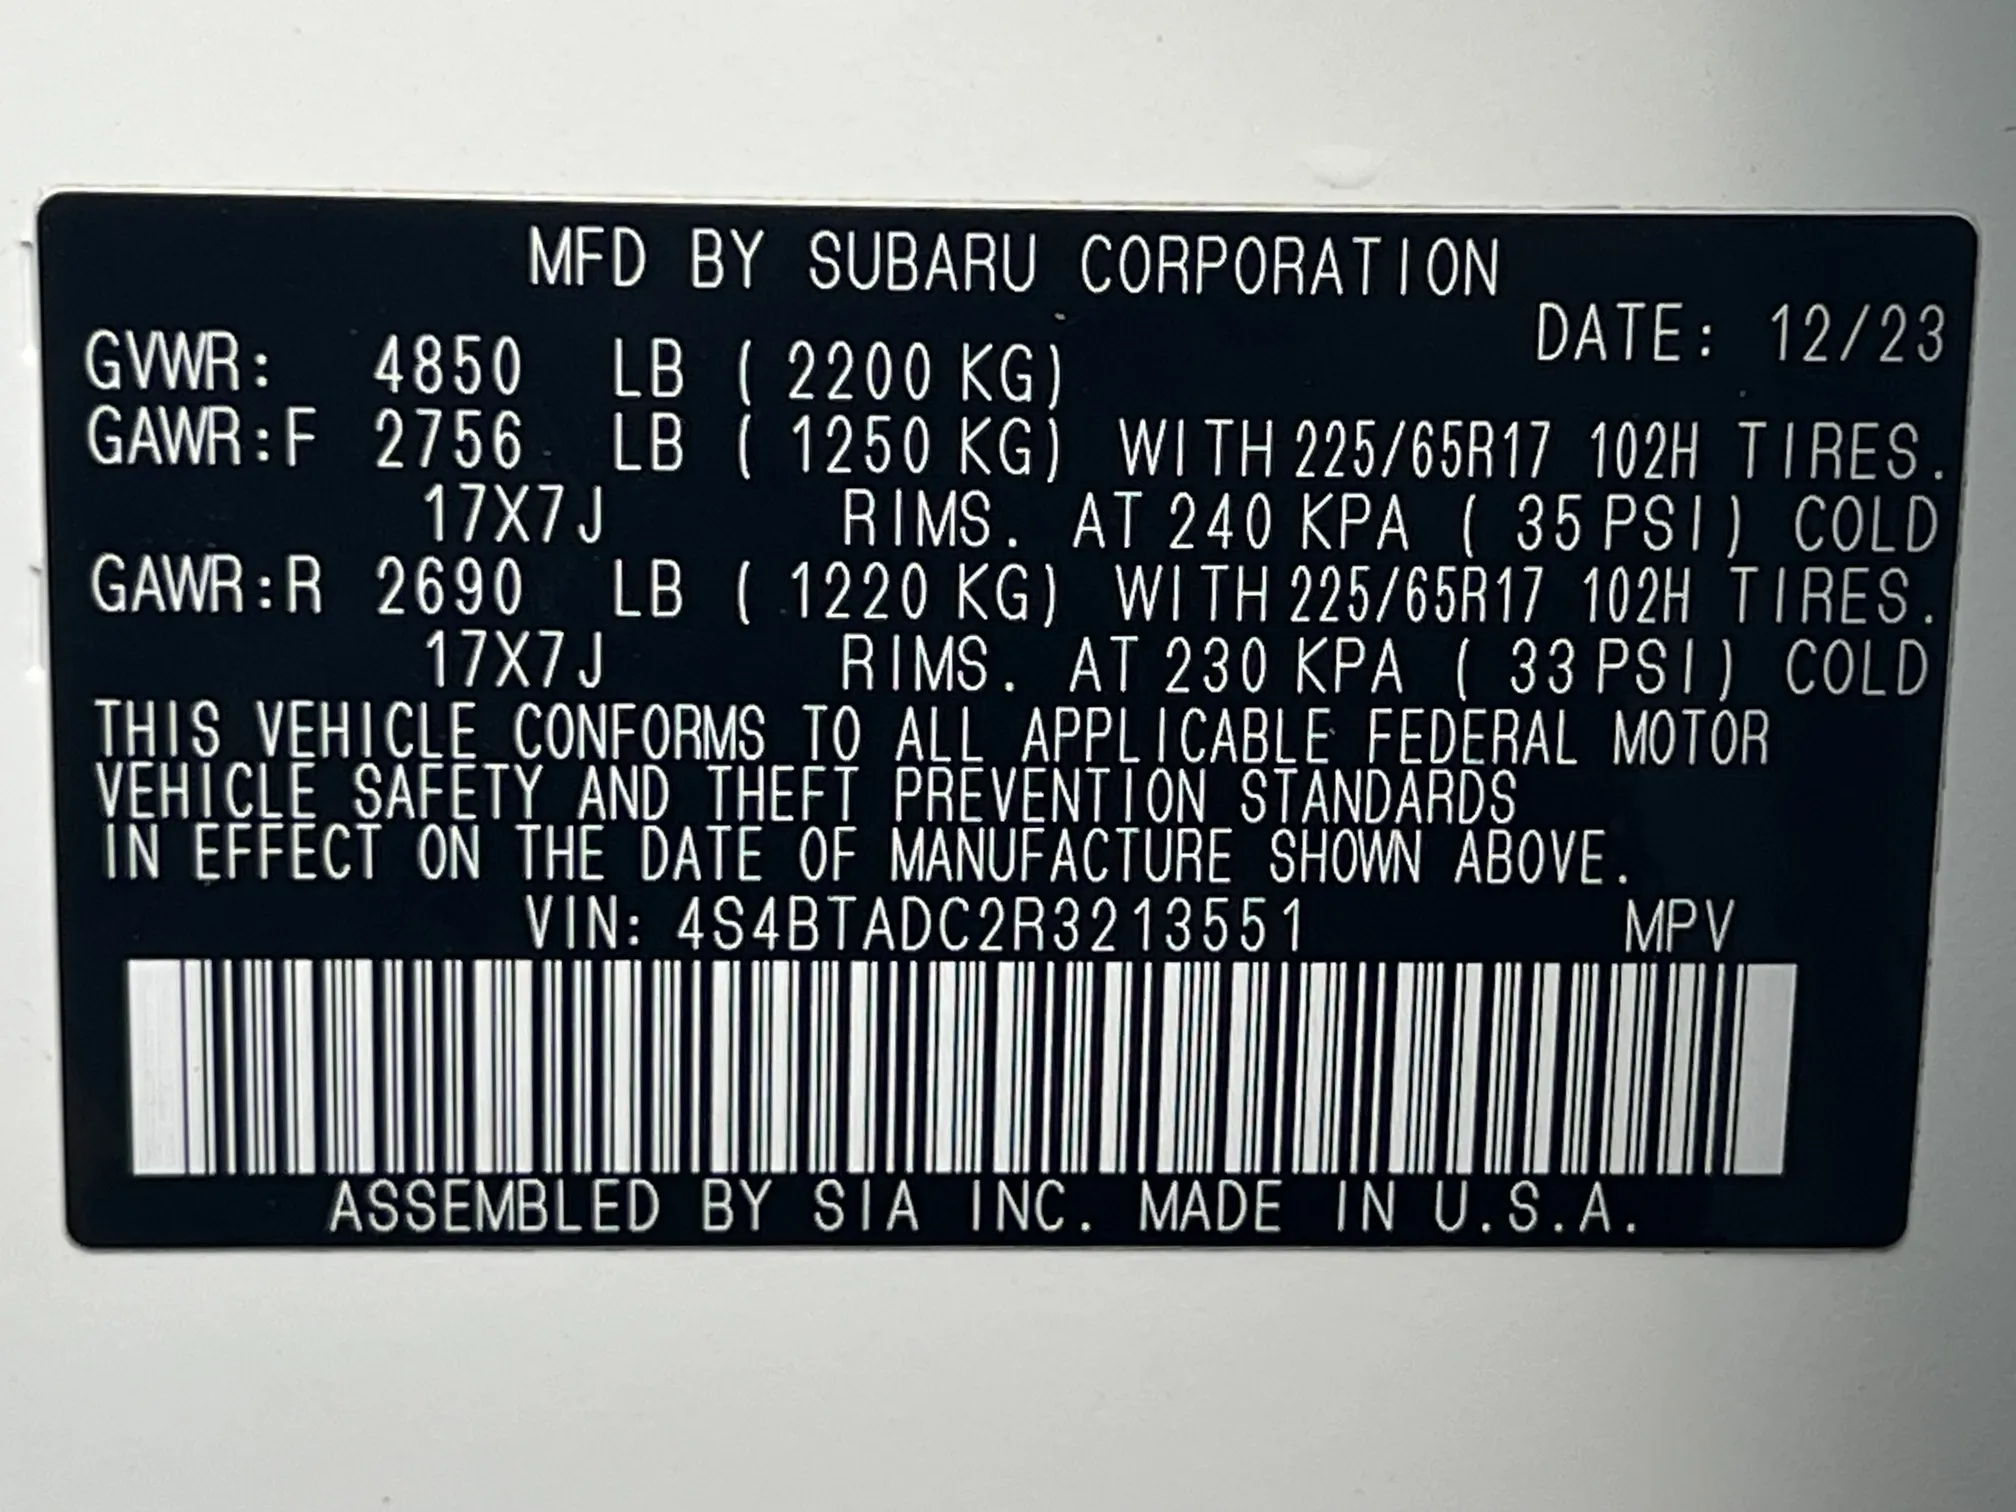 MFD BY SUBARU CORPORATION
DATE: 12/23
GVWR: 4850 LB ( 2200 KG)
GAWR:F 2756 LB ( 1250 KG) WITH 225/65R17 102H TIRES.
17X7J RIMS. AT 240 KPA ( 35 PSI) COLD
GAWR:R 2690 LB ( 1220 KG) WITH 225/65R17 102H TIRES.
17X7J RIMS. AT 230 KPA ( 33 PSI) COLD
THIS VEHICLE CONFORMS TO ALL APPLICABLE FEDERAL MOTOR
VEHICLE SAFETY AND THEFT PREVENTION STANDARDS
IN EFFECT ON THE DATE OF MANUFACTURE SHOWN ABOVE.
VIN: 4S4BTADC2R3213551 MPV
ASSEMBLED BY SIA INC. MADE IN U.S.A.